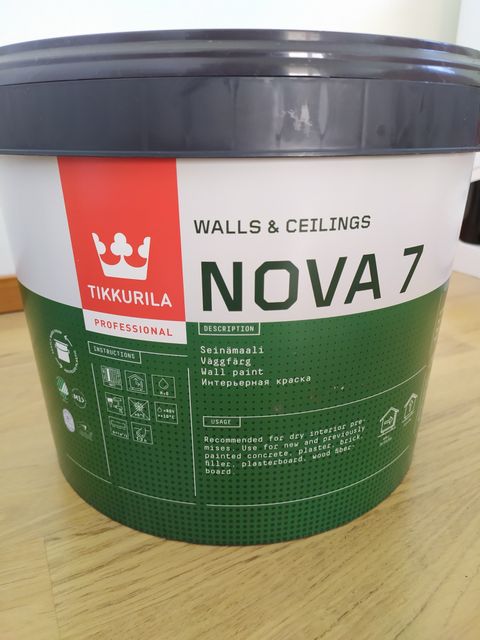 WALLS & CEILINGS
NOVA 7
TIKKURILA
PROFESSIONAL
INSTRUCTIONS
DESCRIPTION
Seinämaali
Väggfärg
Wall paint
Интерьерная краска
USAGE
Recommended for dry interior pre-
mises. Use for new and previously
painted concrete, plaster, brick,
filler, plasterboard, wood fiber-
board.